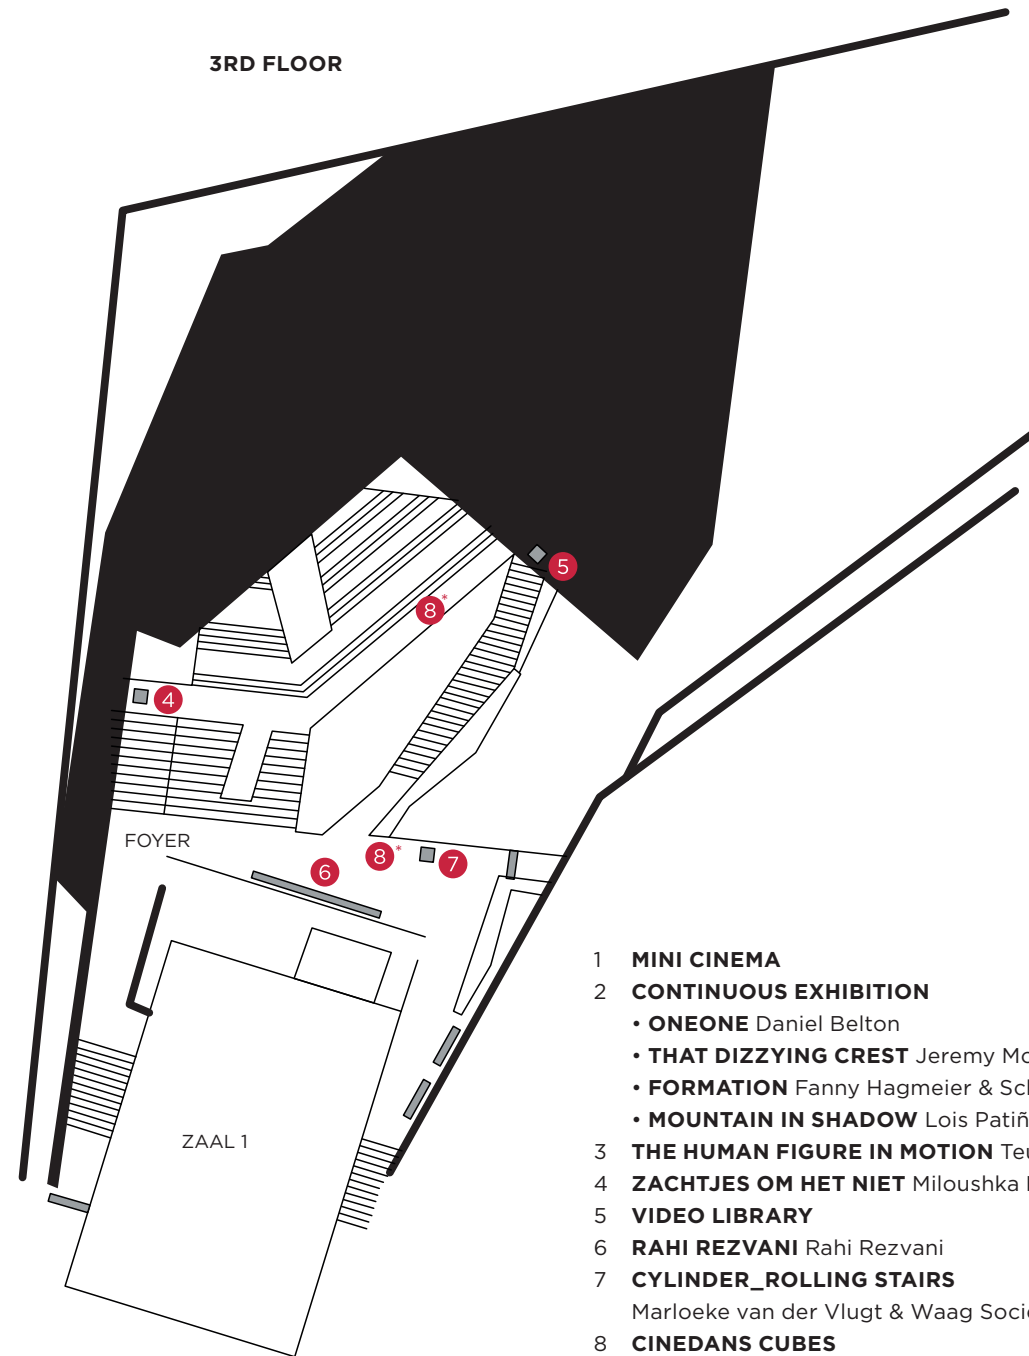 3RD FLOOR
5
8*
4
FOYER
8*
7
6
ZAAL 1
1 MINI CINEMA
2 CONTINUOUS EXHIBITION
• ONEONE Daniel Belton
• THAT DIZZYING CREST Jeremy
• FORMATION Fanny Hagmeier &
• MOUNTAIN IN SHADOW Lois
3 THE HUMAN FIGURE IN MOTION
4 ZACHTJES OM HET NIET Miloushka
5 VIDEO LIBRARY
6 RAHI REZVANI Rahi Rezvani
7 CYLINDER_ROLLING STAIRS
Marloeke van der Vlugt & Waag
8 CINEDANS CUBES